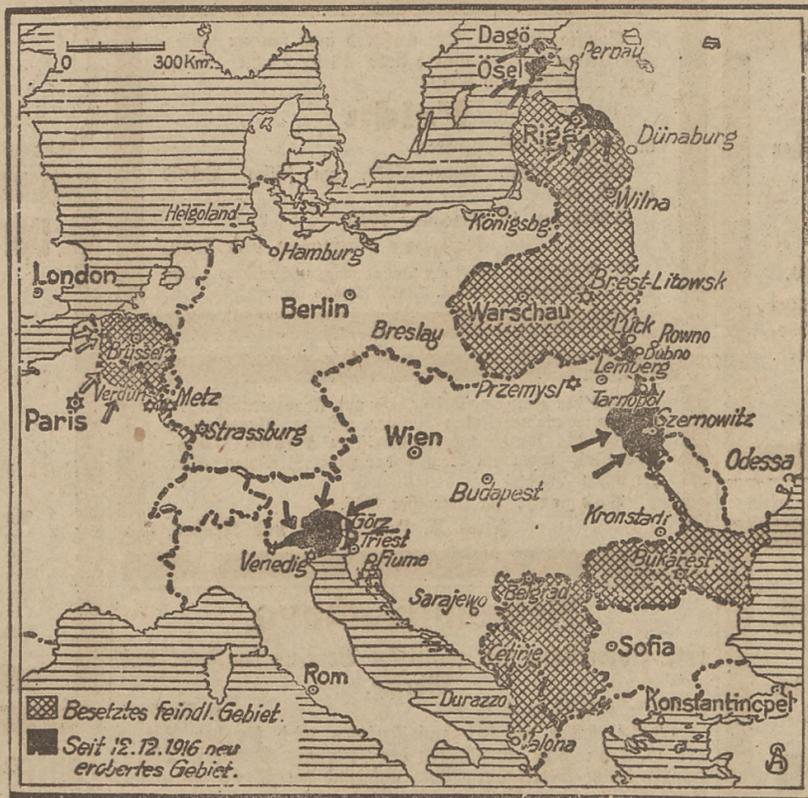 0 300 Km.
Dagö
Ösel
Pernau
Riga
Dünaburg
Wilna
Helgoland
Königsbg.
Hamburg
London
Berlin
Brest-Litowsk
Warschau
Breslau
Luck
Rowno
Dubno
Brüssel
Lemberg
Przemysl
Verdun
Metz
Tarnopol
Paris
Strassburg
Czernowitz
Wien
Odessa
Budapest
Görz
Kronstadt
Triest
Venedig
Fiume
Bukarest
Sarajewo
Belgrad
Sofia
Cetinje
Rom
Durazzo
Konstantinopel
Valona
Besetztes feindl. Gebiet.
Seit 12.12.1916 neu
erobertes Gebiet.